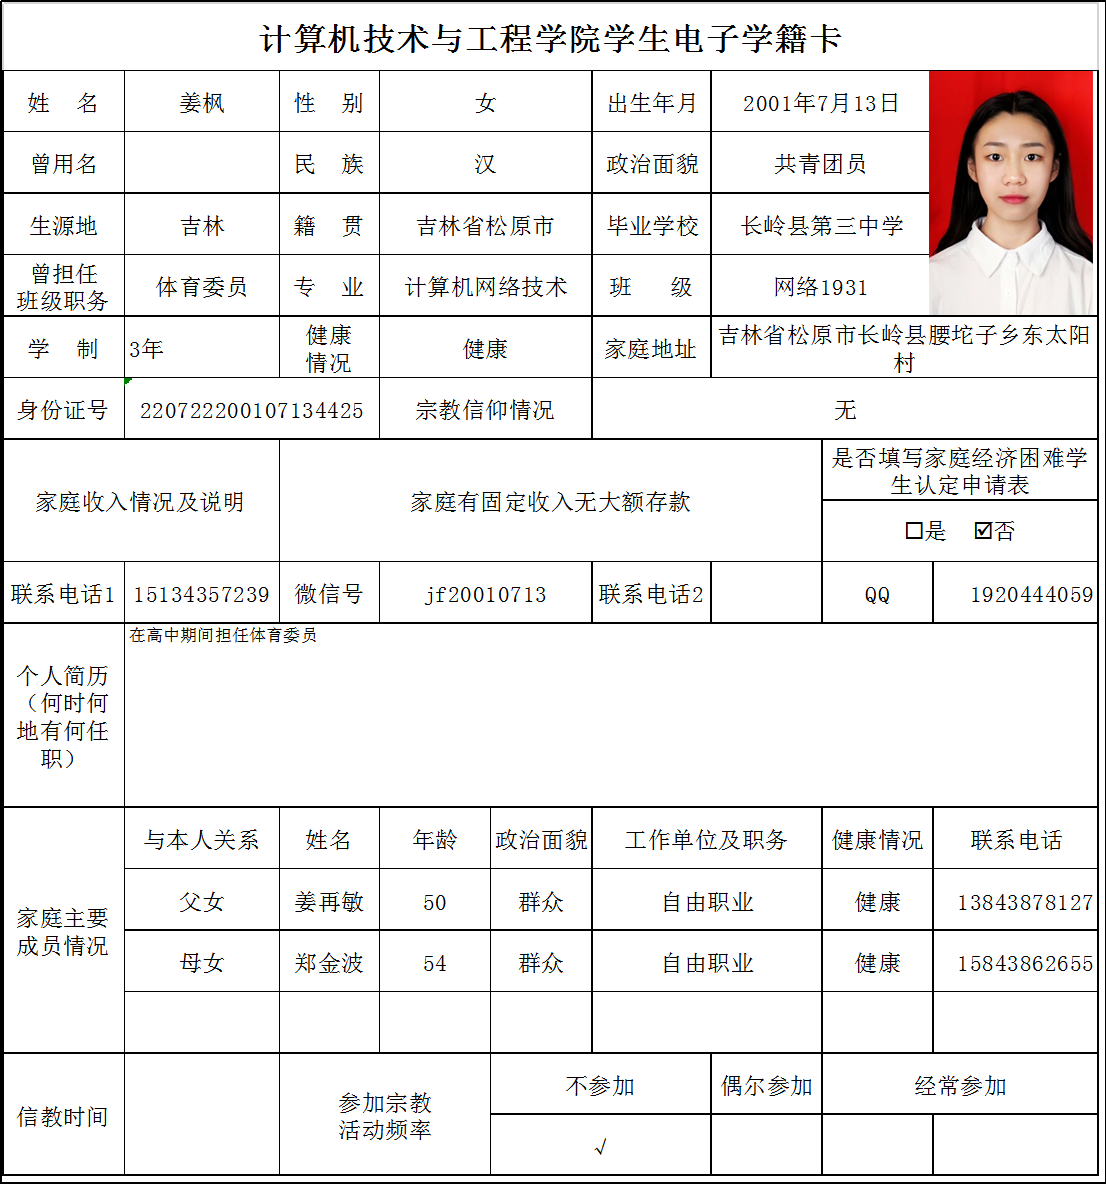 计算机技术与工程学院学生电子学籍卡
姓 名 姜枫 性 别 女 出生年月 2001年7月13日
曾用名 民 族 汉 政治面貌 共青团员
生源地 吉林 籍 贯 吉林省松原市 毕业学校 长岭县第三中学
曾担任
班级职务 体育委员 专 业 计算机网络技术 班 级 网络1931
学 制 3年 健康
情况 健康 家庭地址 吉林省松原市长岭县腰坨子乡东太阳
村
身份证号 220722200107134425 宗教信仰情况 无
家庭收入情况及说明 家庭有固定收入无大额存款 是否填写家庭经济困难学
生认定申请表
☐是 ☑否
联系电话1 15134357239 微信号 jf20010713 联系电话2 QQ 1920444059
个人简历
（何时何
地有何任
职）
在高中期间担任体育委员
家庭主要
成员情况
与本人关系 姓名 年龄 政治面貌 工作单位及职务 健康情况 联系电话
父女 姜再敏 50 群众 自由职业 健康 13843878127
母女 郑金波 54 群众 自由职业 健康 15843862655
信教时间 参加宗教
活动频率
不参加 偶尔参加 经常参加
√